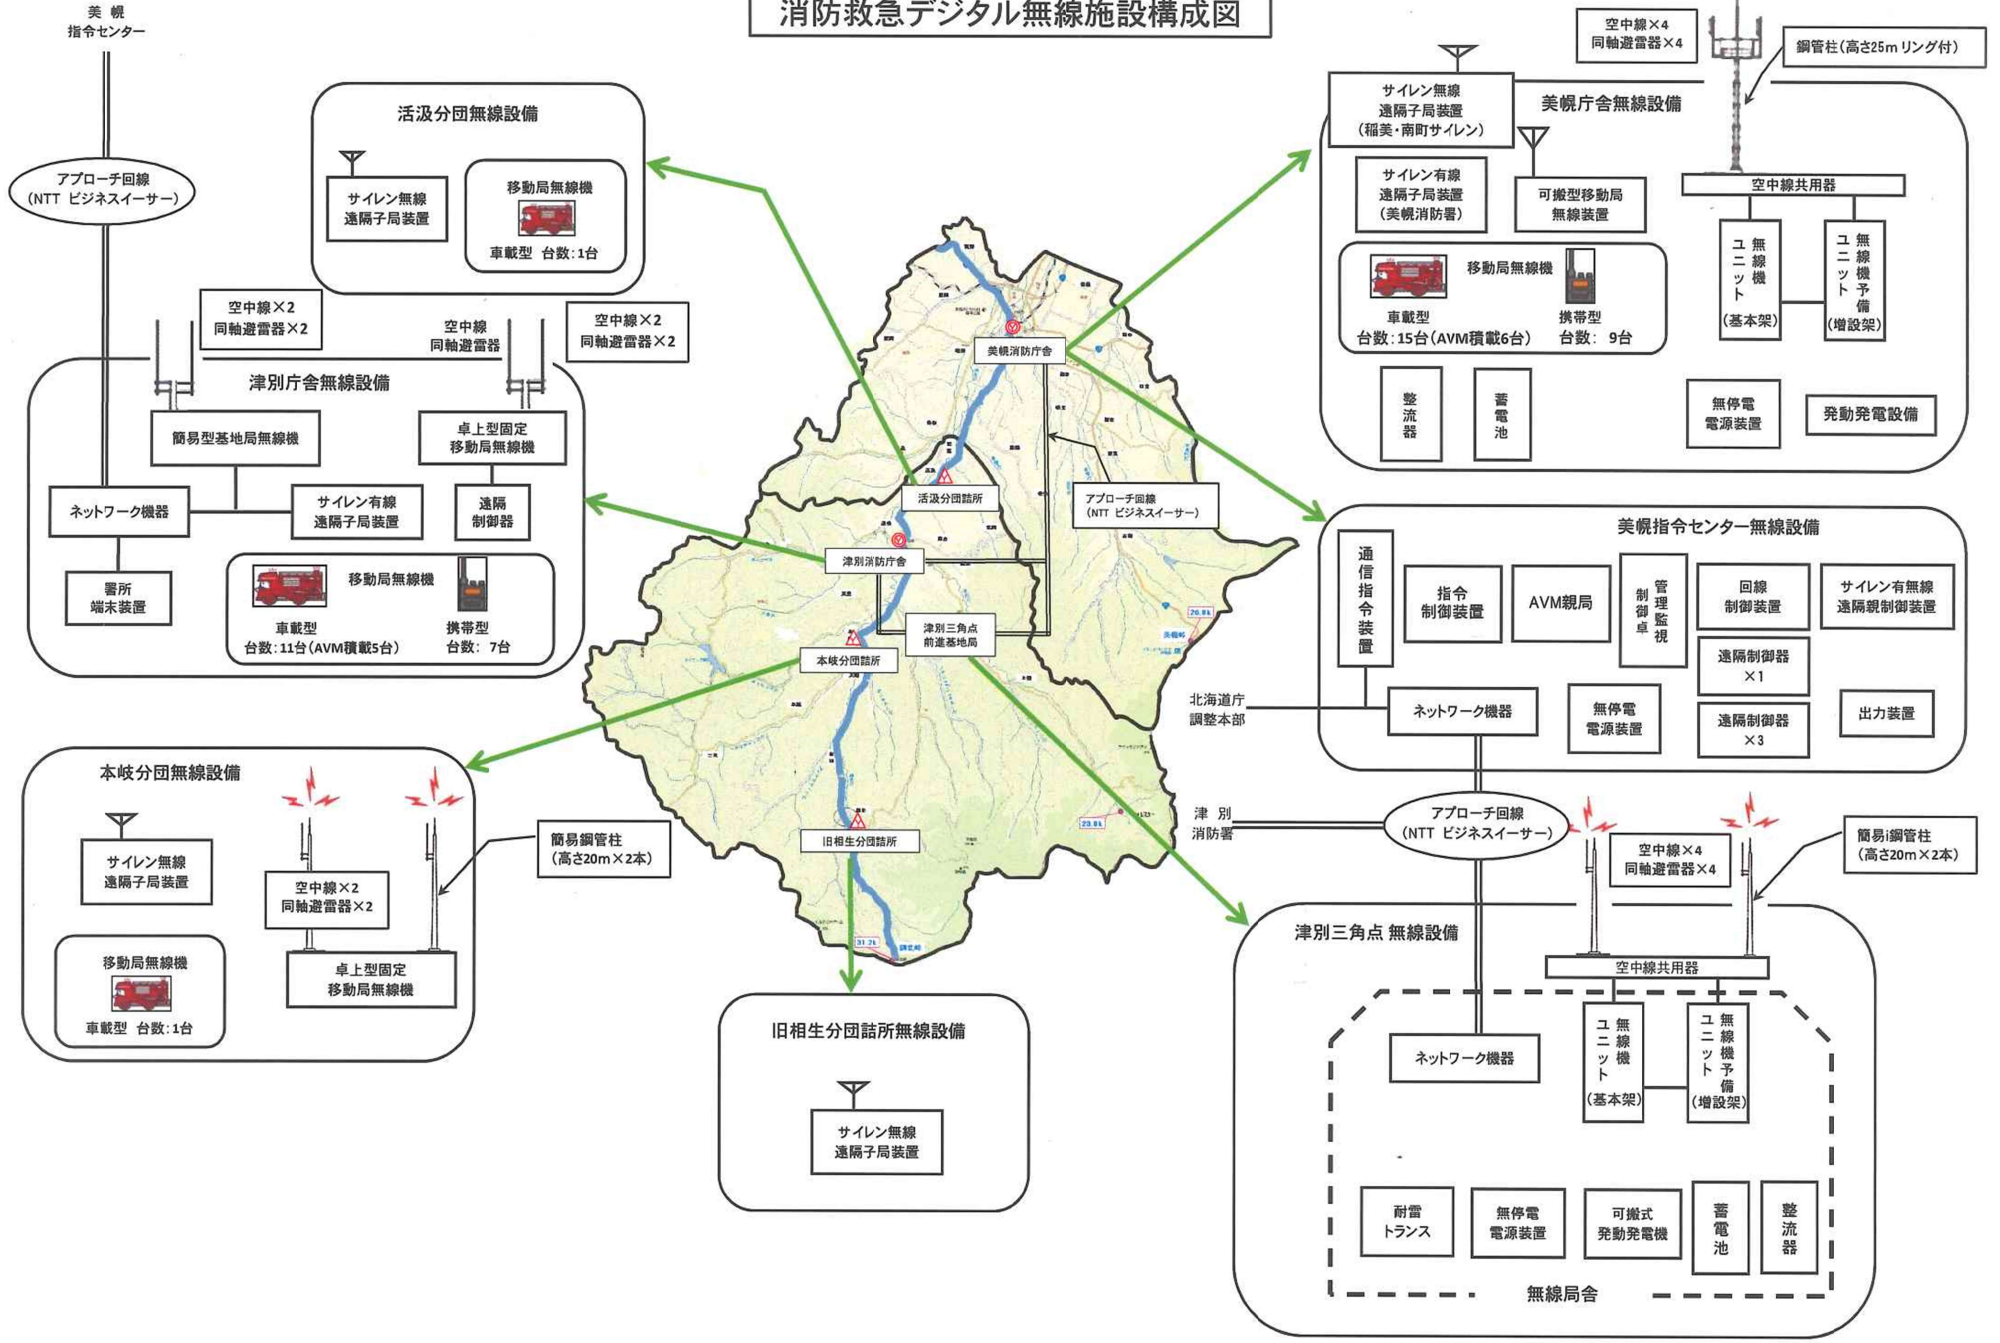 消防救急デジタル無線施設構成図
美 幌
指令センター
アプローチ回線
(NTT ビジネスイーサー)
活汲分団無線設備
サイレン無線
遠隔子局装置
移動局無線機
車載型 台数:1台
空中線×2
同軸避雷器×2
空中線
同軸避雷器
空中線×2
同軸避雷器×2
津別庁舎無線設備
簡易型基地局無線機
卓上型固定
移動局無線機
ネットワーク機器
サイレン有線
遠隔子局装置
遠隔
制御器
署所
端末装置
移動局無線機
車載型
台数:11台(AVM積載5台)
携帯型
台数: 7台
本岐分団無線設備
サイレン無線
遠隔子局装置
空中線×2
同軸避雷器×2
簡易鋼管柱
(高さ20m×2本)
移動局無線機
車載型 台数:1台
卓上型固定
移動局無線機
美幌消防庁舎
活汲分団詰所
アプローチ回線
(NTT ビジネスイーサー)
津別消防庁舎
津別三角点
前進基地局
本岐分団詰所
旧相生分団詰所
26.8k
美幌峠
23.8k
31.2k
旧相生分団詰所無線設備
サイレン無線
遠隔子局装置
空中線×4
同軸避雷器×4
鋼管柱(高さ25m リング付)
サイレン無線
遠隔子局装置
(稲美・南町サイレン)
美幌庁舎無線設備
サイレン有線
遠隔子局装置
(美幌消防署)
可搬型移動局
無線装置
空中線共用器
無線機
ユニット
(基本架)
無線機予備
ユニット
(増設架)
移動局無線機
車載型
台数:15台(AVM積載6台)
携帯型
台数: 9台
整流器
蓄電池
無停電
電源装置
発動発電設備
美幌指令センター無線設備
通信指令装置
指令
制御装置
AVM親局
管理監視
制御卓
回線
制御装置
サイレン有無線
遠隔親制御装置
遠隔制御器
×1
北海道庁
調整本部
ネットワーク機器
無停電
電源装置
遠隔制御器
×3
出力装置
津 別
消防署
アプローチ回線
(NTT ビジネスイーサー)
空中線×4
同軸避雷器×4
簡易i鋼管柱
(高さ20m×2本)
津別三角点 無線設備
空中線共用器
ネットワーク機器
無線機
ユニット
(基本架)
無線機予備
ユニット
(増設架)
耐雷
トランス
無停電
電源装置
可搬式
発動発電機
蓄電池
整流器
無線局舎